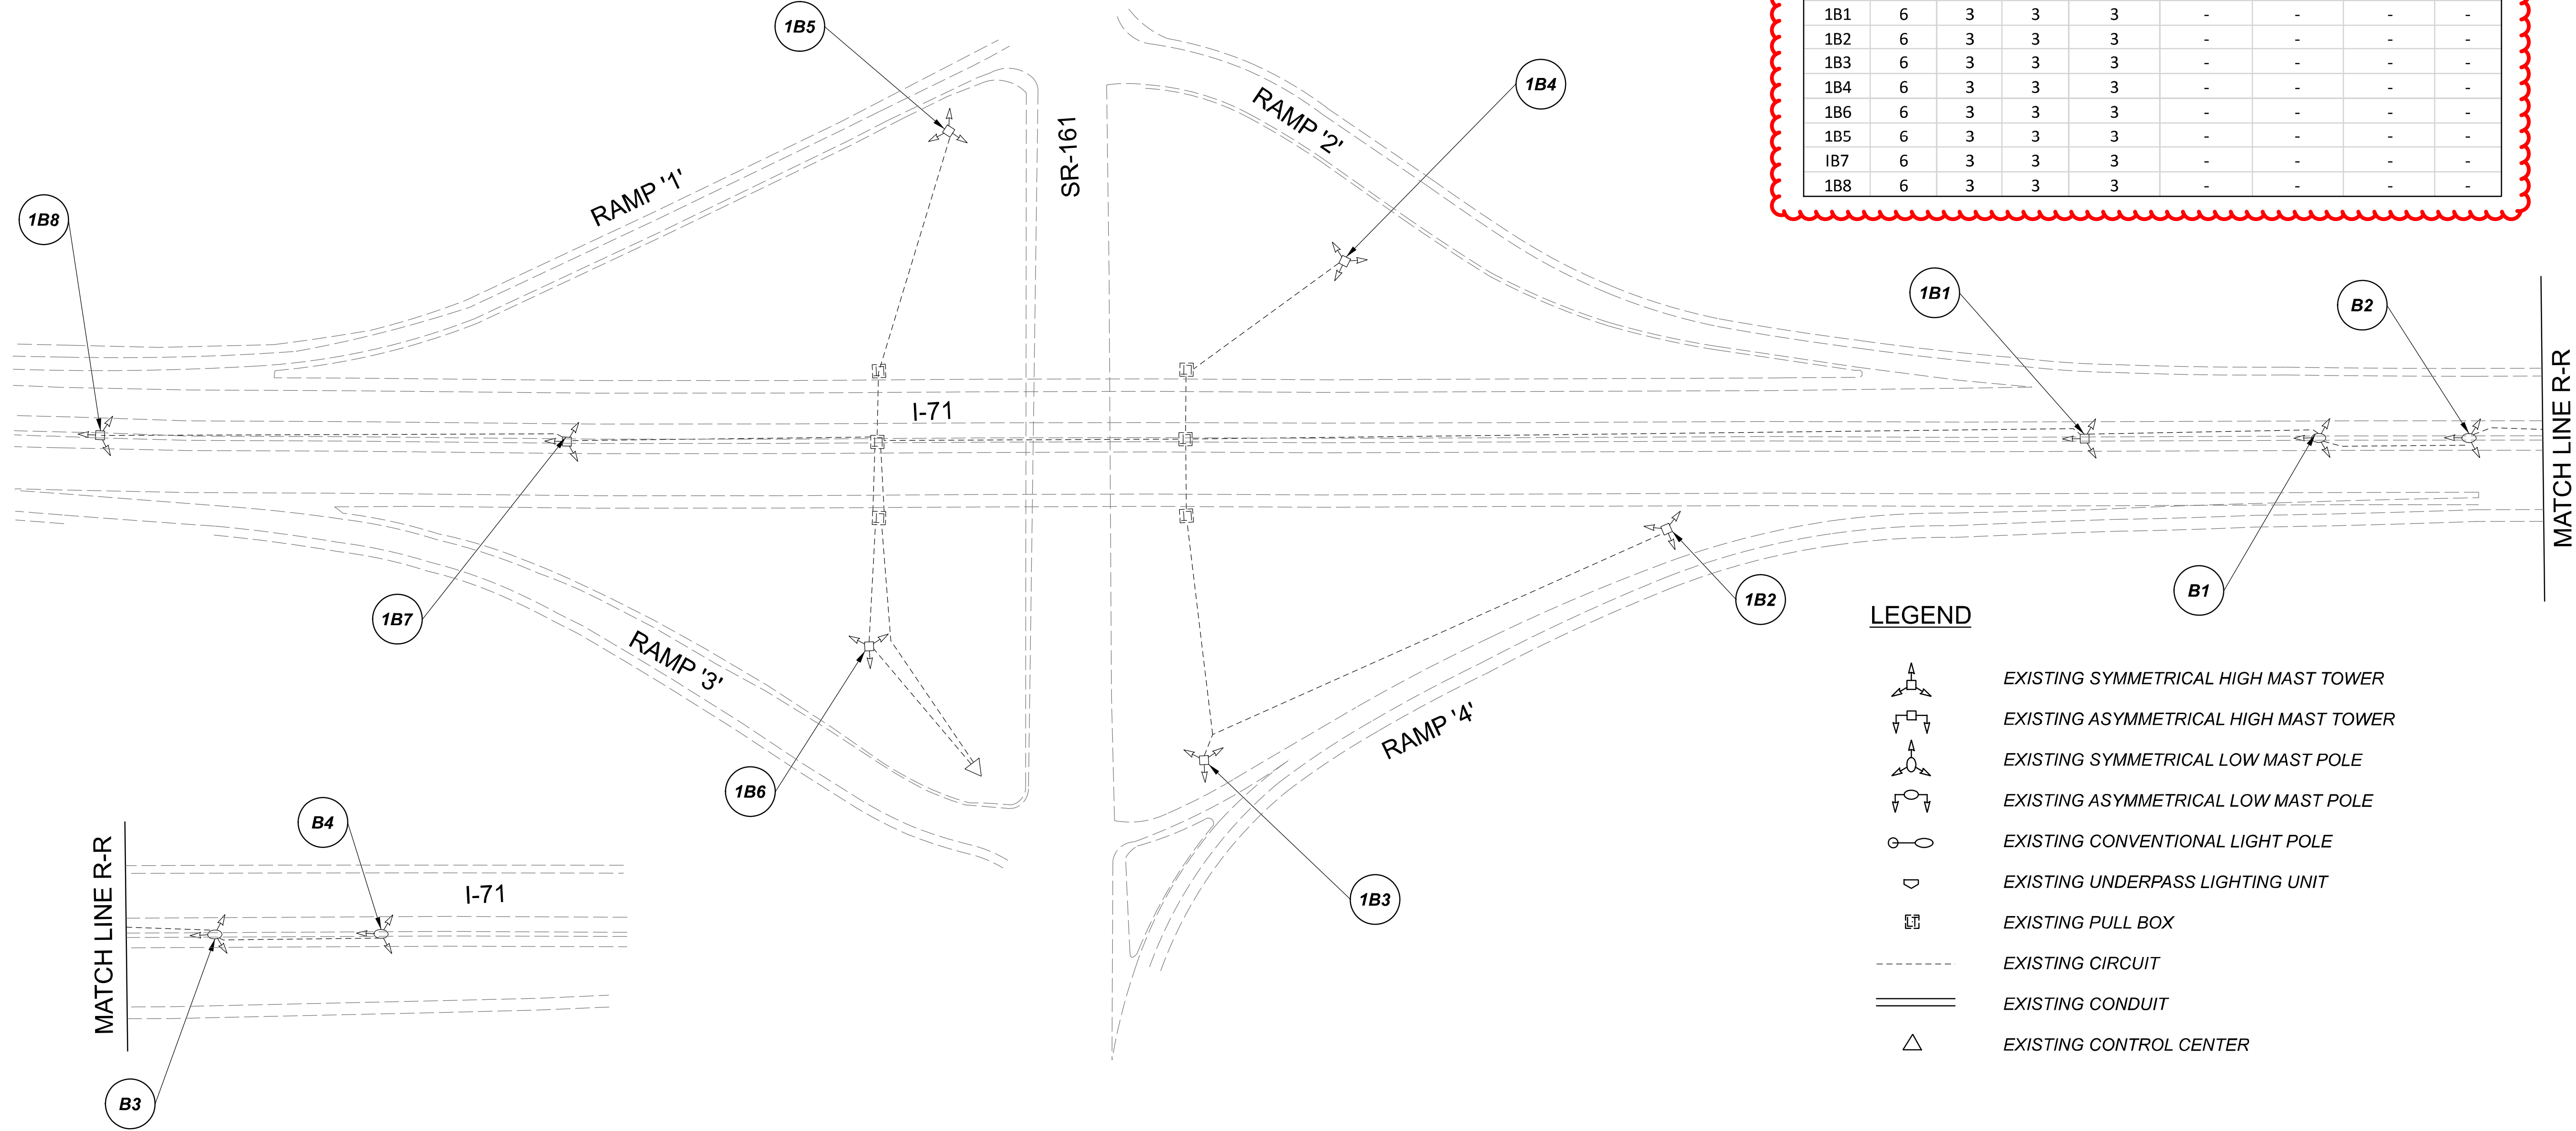 1B1 6 3 3 3 - - - -
1B2 6 3 3 3 - - - -
1B3 6 3 3 3 - - - -
1B4 6 3 3 3 - - - -
1B6 6 3 3 3 - - - -
1B5 6 3 3 3 - - - -
IB7 6 3 3 3 - - - -
1B8 6 3 3 3 - - - -
1B5
1B4
RAMP '2'
SR-161
RAMP '1'
1B8
1B1
B2
I-71
MATCH LINE R-R
1B7
1B2
B1
RAMP '3'
RAMP '4'
1B6
1B3
B4
I-71
MATCH LINE R-R
B3
LEGEND
EXISTING SYMMETRICAL HIGH MAST TOWER
EXISTING ASYMMETRICAL HIGH MAST TOWER
EXISTING SYMMETRICAL LOW MAST POLE
EXISTING ASYMMETRICAL LOW MAST POLE
EXISTING CONVENTIONAL LIGHT POLE
EXISTING UNDERPASS LIGHTING UNIT
EXISTING PULL BOX
EXISTING CIRCUIT
EXISTING CONDUIT
EXISTING CONTROL CENTER